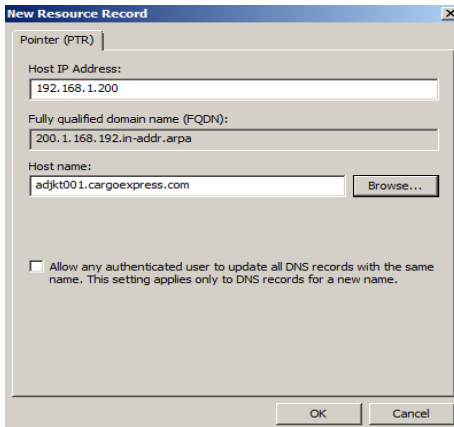 New Resource Record
Pointer (PTR)
Host IP Address:
192.168.1.200
Fully qualified domain name (FQDN):
200.1.168.192.in-addr.arpa
Host name:
adjkt001.cargoexpress.com
Browse...
Allow any authenticated user to update all DNS records with the same
name. This setting applies only to DNS records for a new name.
OK
Cancel